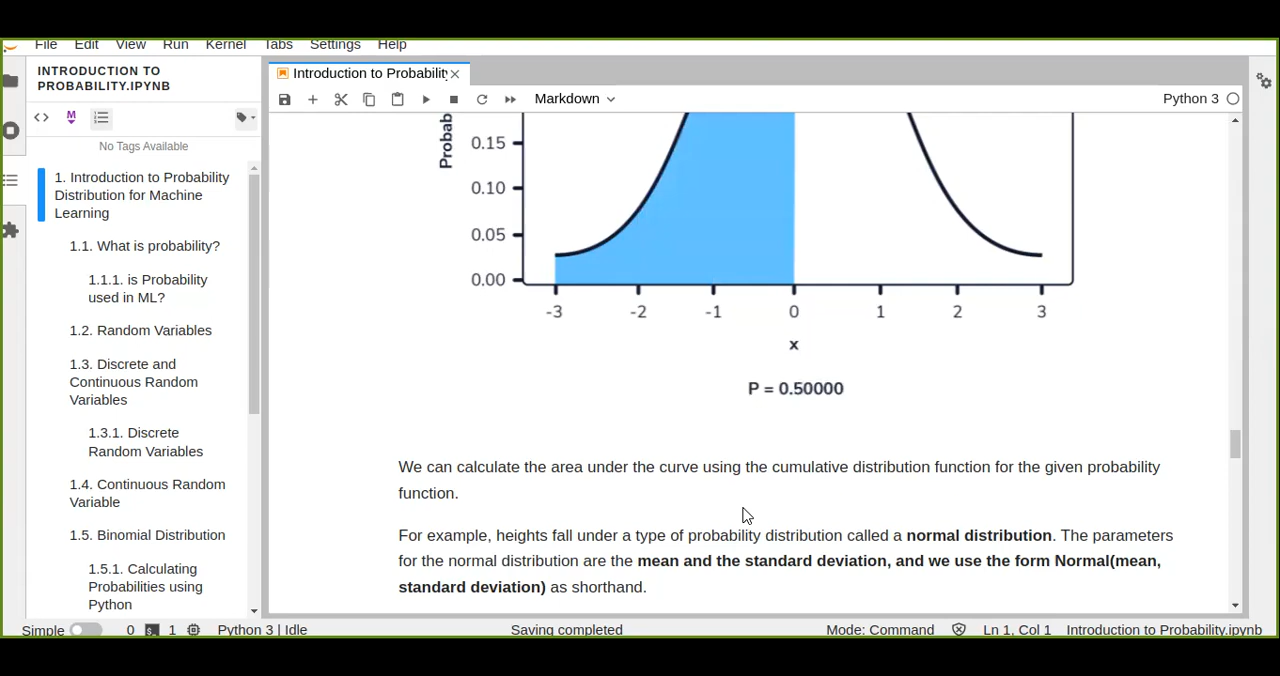 File Edit View Run Kernel Tabs Settings Help
INTRODUCTION TO
PROBABILITY.IPYNB
No Tags Available
1. Introduction to Probability
Distribution for Machine
Learning
1.1. What is probability?
1.1.1. is Probability
used in ML?
1.2. Random Variables
1.3. Discrete and
Continuous Random
Variables
1.3.1. Discrete
Random Variables
1.4. Continuous Random
Variable
1.5. Binomial Distribution
1.5.1. Calculating
Probabilities using
Python
Introduction to Probability
Markdown
Python 3
Probab
0.15
0.10
0.05
0.00
-3 -2 -1 0 1 2 3
x
P = 0.50000
We can calculate the area under the curve using the cumulative distribution function for the given probability
function.
For example, heights fall under a type of probability distribution called a normal distribution. The parameters
for the normal distribution are the mean and the standard deviation, and we use the form Normal(mean,
standard deviation) as shorthand.
Simple 0 1 Python 3 | Idle Saving completed Mode: Command Ln 1, Col 1 Introduction to Probability.ipynb